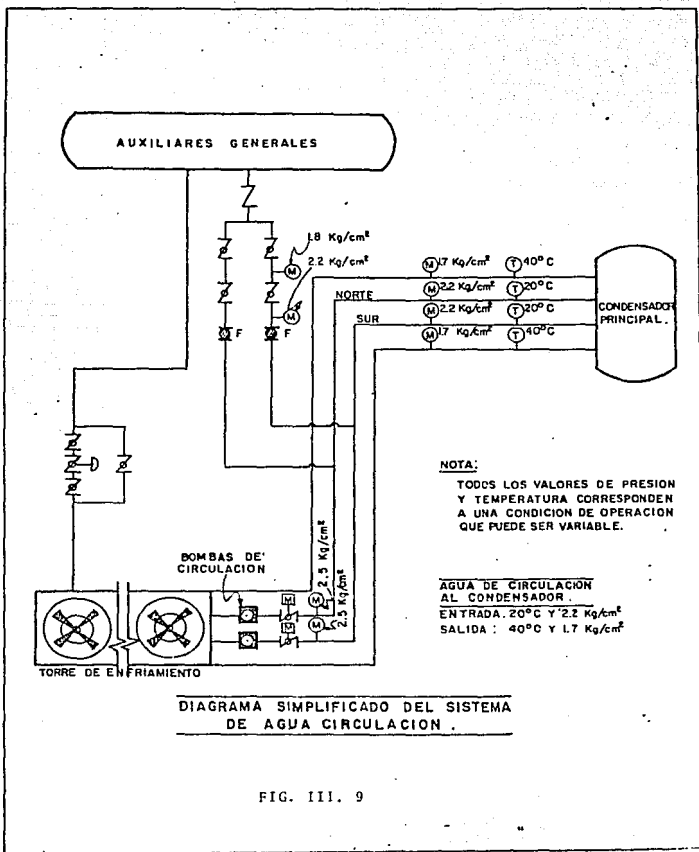 AUXILIARES GENERALES
1.8 Kg/cm²
M
2.2 Kg/cm²
M
F
F
M 1.7 Kg/cm² T 40°C
M 2.2 Kg/cm² T 20°C
NORTE
M 2.2 Kg/cm² T 20°C
SUR
M 1.7 Kg/cm² T 40°C
CONDENSADOR
PRINCIPAL.
NOTA:
TODOS LOS VALORES DE PRESION
Y TEMPERATURA CORRESPONDEN
A UNA CONDICION DE OPERACION
QUE PUEDE SER VARIABLE.
BOMBAS DE
CIRCULACION
M
M
2.5 Kg/cm²
M
M
2.5 Kg/cm²
AGUA DE CIRCULACION
AL CONDENSADOR.
ENTRADA. 20°C Y 2.2 Kg/cm²
SALIDA: 40°C Y 1.7 Kg/cm²
TORRE DE ENFRIAMIENTO
DIAGRAMA SIMPLIFICADO DEL SISTEMA
DE AGUA CIRCULACION.
FIG. III. 9